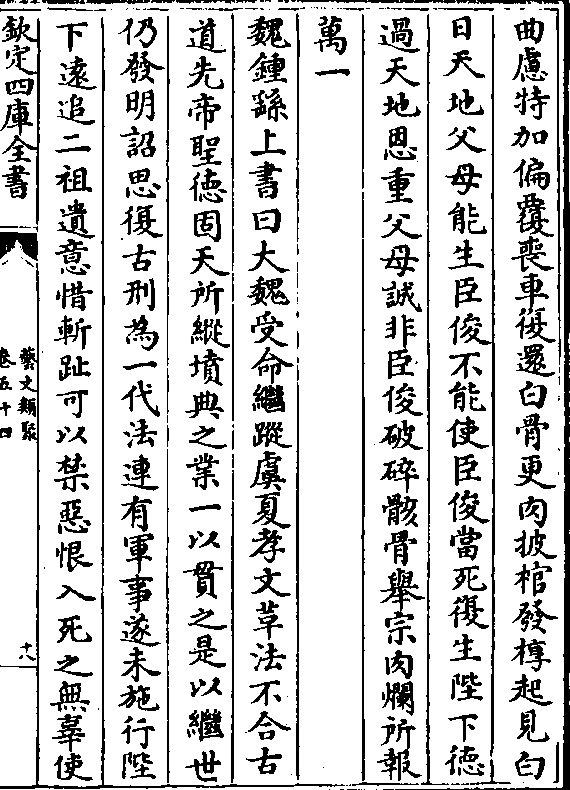 曲慮特加偏覆喪車復還白骨更肉披棺發槨起見白
日天地父母能生臣俊不能使臣俊當死復生陛下德
過天地恩重父母誠非臣俊破碎骸骨舉宗肉爛所報
萬一
魏鍾繇上書曰大魏受命繼蹤虞夏孝文草法不合古
道先帝聖德固天所縱墳典之業一以貫之是以繼世
仍發明詔思復古刑為一代法連有軍事遂未施行陛
下遠追二祖遺意惜斬趾可以禁惡恨入死之無辜使
欽定四庫全書
藝文類聚
卷五十四
十八